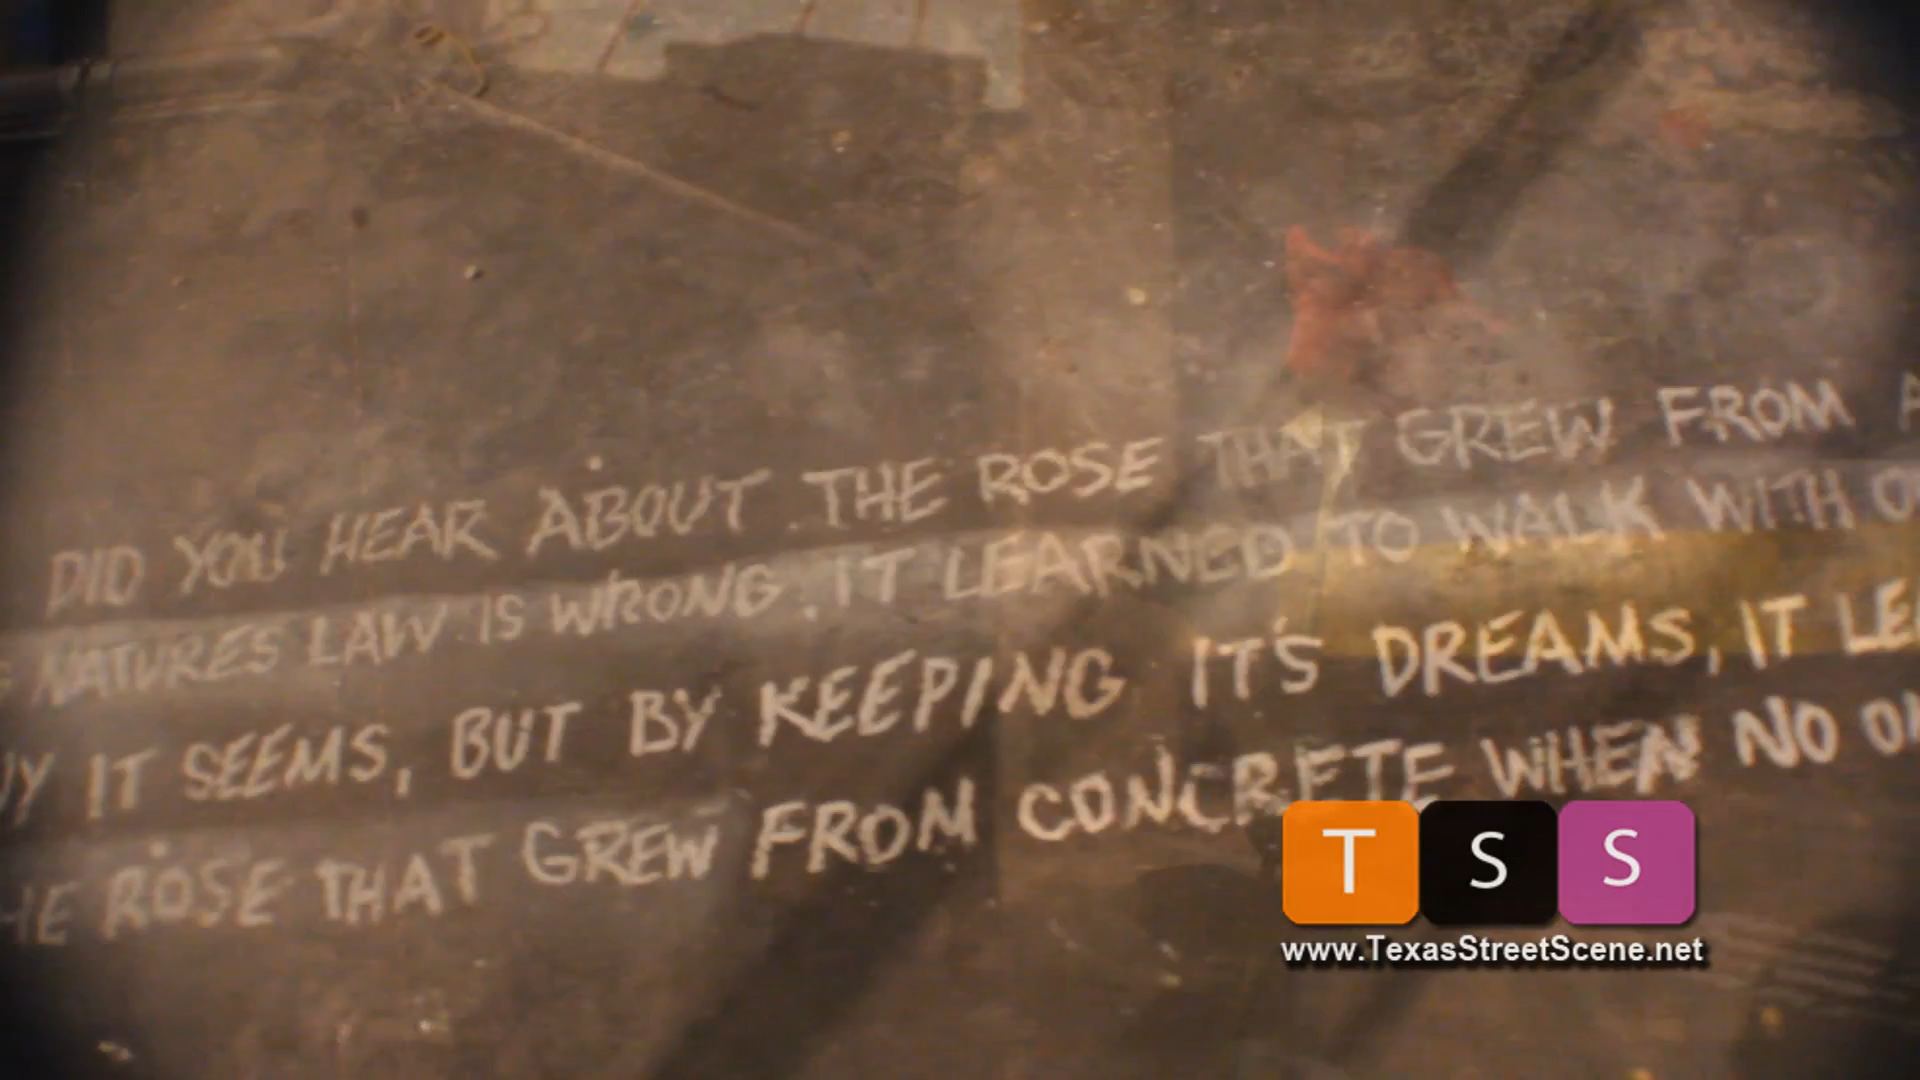 DID YOU HEAR ABOUT THE ROSE THAT GREW FROM A
NATURES LAW IS WRONG. IT LEARNED TO WALK WITH
IT SEEMS, BUT BY KEEPING IT'S DREAMS, IT
ROSE THAT GREW FROM CONCRETE WHEN NO
T S S
www.TexasStreetScene.net